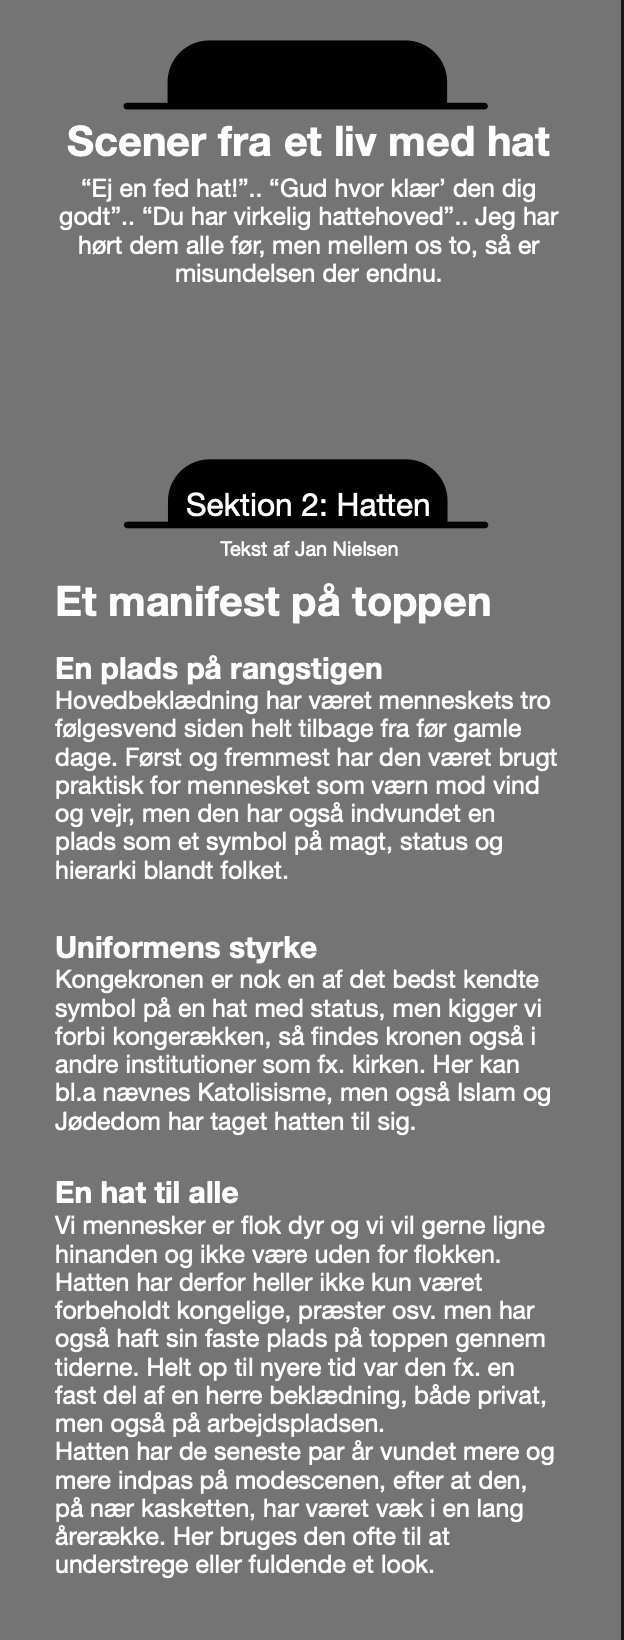 Scener fra et liv med hat
“Ej en fed hat!”.. “Gud hvor klær’ den dig
godt”.. “Du har virkelig hattehoved”.. Jeg har
hørt dem alle før, men mellem os to, så er
misundelsen der endnu.
Sektion 2: Hatten
Tekst af Jan Nielsen
Et manifest på toppen
En plads på rangstigen
Hovedbeklædning har været menneskets tro
følgesvend siden helt tilbage fra før gamle
dage. Først og fremmest har den været brugt
praktisk for mennesket som værn mod vind
og vejr, men den har også indvundet en
plads som et symbol på magt, status og
hierarki blandt folket.
Uniformens styrke
Kongekronen er nok en af det bedst kendte
symbol på en hat med status, men kigger vi
forbi kongerækken, så findes kronen også i
andre institutioner som fx. kirken. Her kan
bl.a nævnes Katolisisme, men også Islam og
Jødedom har taget hatten til sig.
En hat til alle
Vi mennesker er flok dyr og vi vil gerne ligne
hinanden og ikke være uden for flokken.
Hatten har derfor heller ikke kun været
forbeholdt kongelige, præster osv. men har
også haft sin faste plads på toppen gennem
tiderne. Helt op til nyere tid var den fx. en
fast del af en herre beklædning, både privat,
men også på arbejdspladsen.
Hatten har de seneste par år vundet mere og
mere indpas på modescenen, efter at den,
på nær kasketten, har været væk i en lang
årerække. Her bruges den ofte til at
understrege eller fuldende et look.